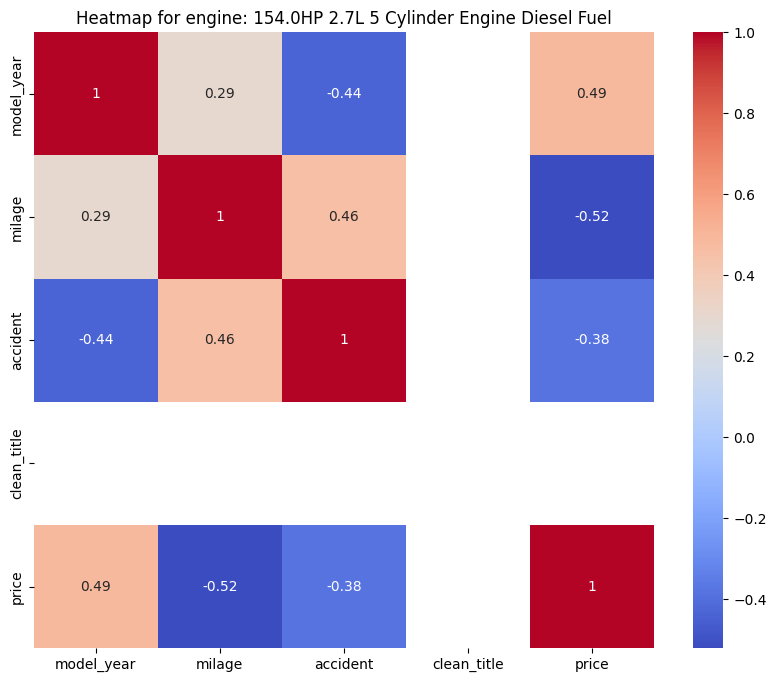 Heatmap for engine: 154.0HP 2.7L 5 Cylinder Engine Diesel Fuel
model_year 1 0.29 -0.44 0.49
milage 0.29 1 0.46 -0.52
accident -0.44 0.46 1 -0.38
clean_title
price 0.49 -0.52 -0.38 1
model_year milage accident clean_title price
1.0
0.8
0.6
0.4
0.2
0.0
−0.2
−0.4